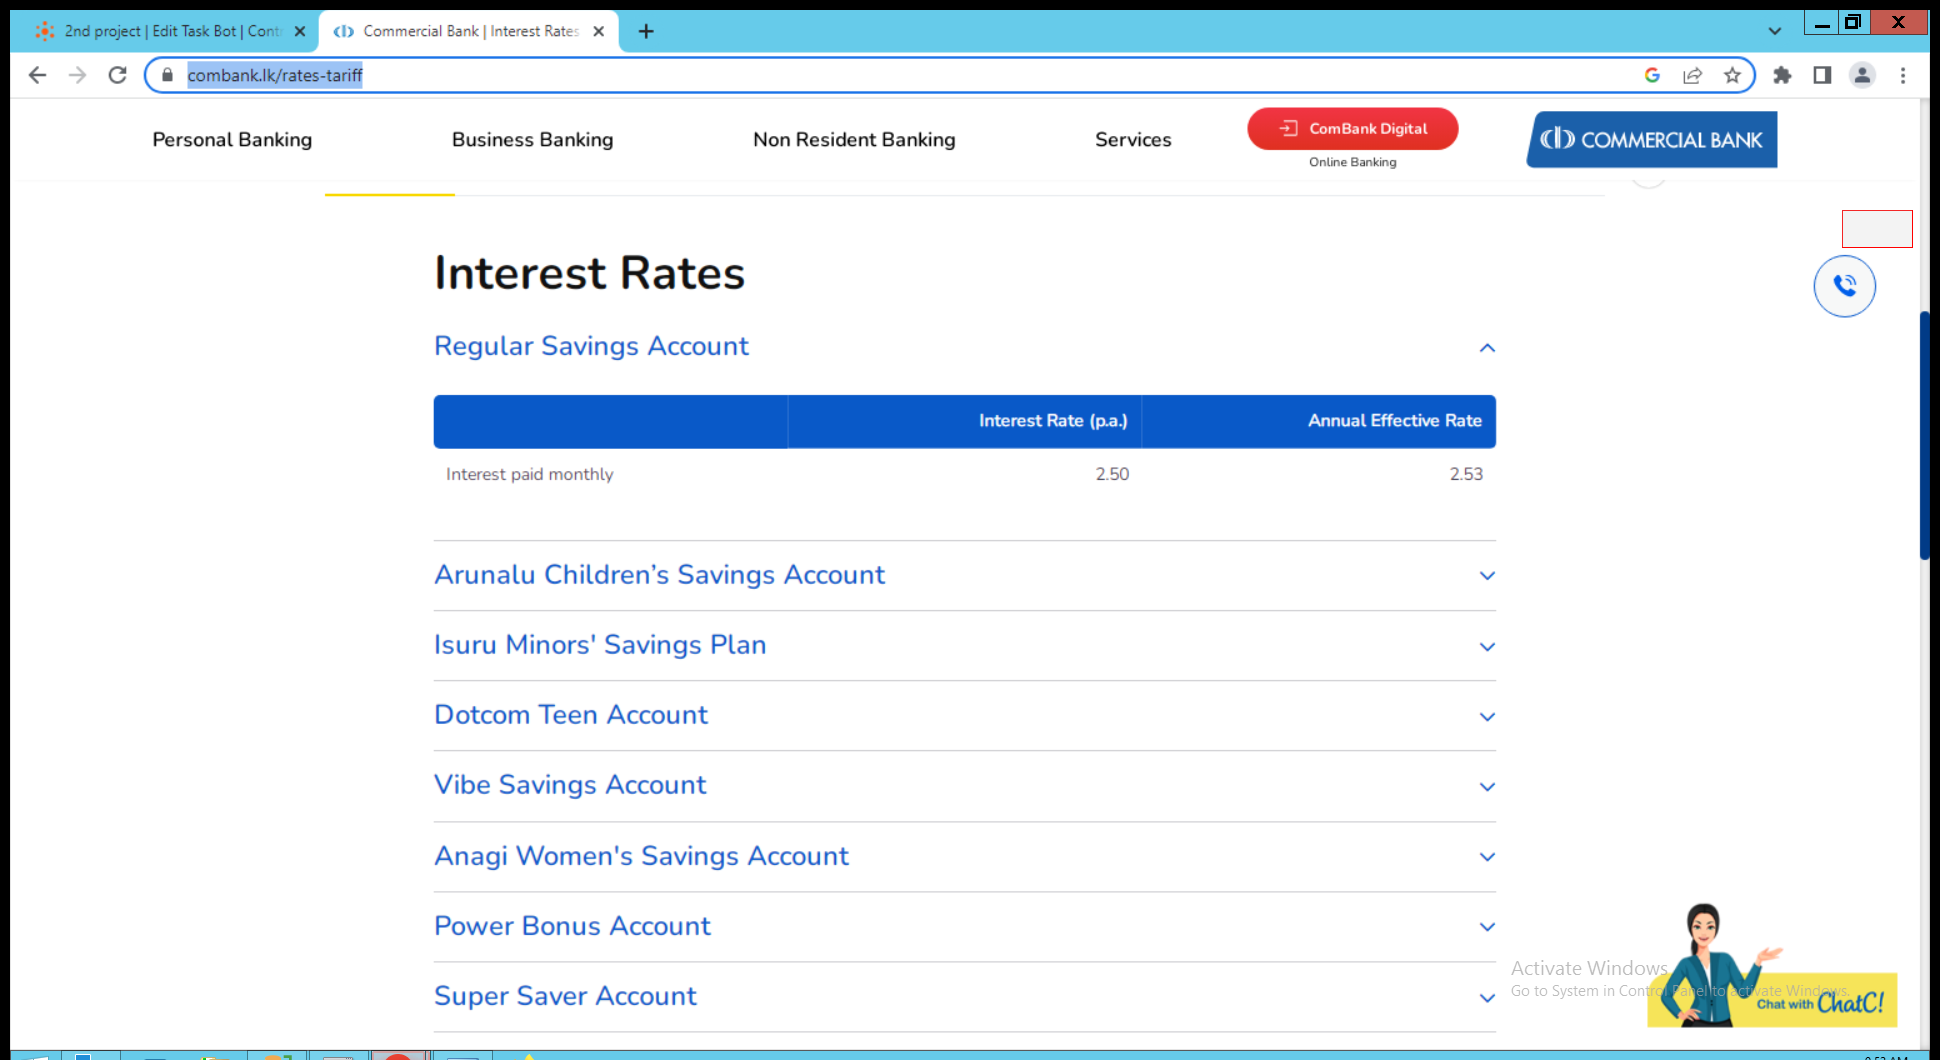 2nd project | Edit Task Bot | Cont
Commercial Bank | Interest Rates
combank.lk/rates-tariff
Personal Banking
Business Banking
Non Resident Banking
Services
ComBank Digital
Online Banking
COMMERCIAL BANK
Interest Rates
Regular Savings Account
Interest Rate (p.a.)
Annual Effective Rate
Interest paid monthly
2.50
2.53
Arunalu Children’s Savings Account
Isuru Minors' Savings Plan
Dotcom Teen Account
Vibe Savings Account
Anagi Women's Savings Account
Power Bonus Account
Super Saver Account
Activate Windows
Go to System in Control Panel to activate Windows.
Chat with ChatC!